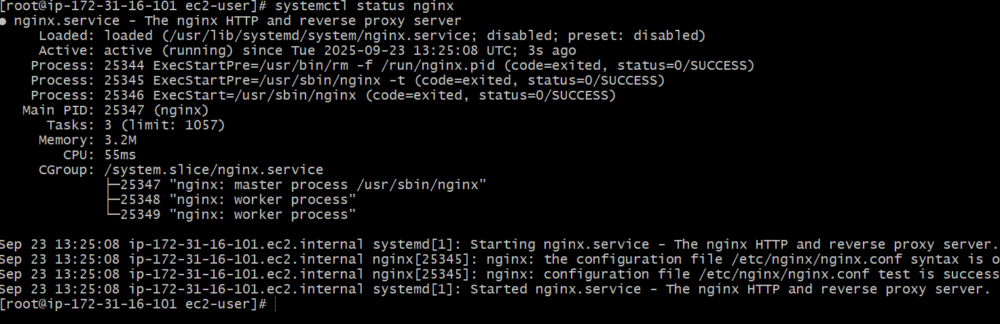 [root@ip-172-31-16-101 ec2-user]# systemctl status nginx
● nginx.service - The nginx HTTP and reverse proxy server
     Loaded: loaded (/usr/lib/systemd/system/nginx.service; disabled; preset: disabled)
     Active: active (running) since Tue 2025-09-23 13:25:08 UTC; 3s ago
    Process: 25344 ExecStartPre=/usr/bin/rm -f /run/nginx.pid (code=exited, status=0/SUCCESS)
    Process: 25345 ExecStartPre=/usr/sbin/nginx -t (code=exited, status=0/SUCCESS)
    Process: 25346 ExecStart=/usr/sbin/nginx (code=exited, status=0/SUCCESS)
   Main PID: 25347 (nginx)
      Tasks: 3 (limit: 1057)
     Memory: 3.2M
        CPU: 55ms
     CGroup: /system.slice/nginx.service
             ├─25347 "nginx: master process /usr/sbin/nginx"
             ├─25348 "nginx: worker process"
             └─25349 "nginx: worker process"

Sep 23 13:25:08 ip-172-31-16-101.ec2.internal systemd[1]: Starting nginx.service - The nginx HTTP and reverse proxy server.
Sep 23 13:25:08 ip-172-31-16-101.ec2.internal nginx[25345]: nginx: the configuration file /etc/nginx/nginx.conf syntax is o
Sep 23 13:25:08 ip-172-31-16-101.ec2.internal nginx[25345]: nginx: configuration file /etc/nginx/nginx.conf test is success
Sep 23 13:25:08 ip-172-31-16-101.ec2.internal systemd[1]: Started nginx.service - The nginx HTTP and reverse proxy server.
[root@ip-172-31-16-101 ec2-user]#